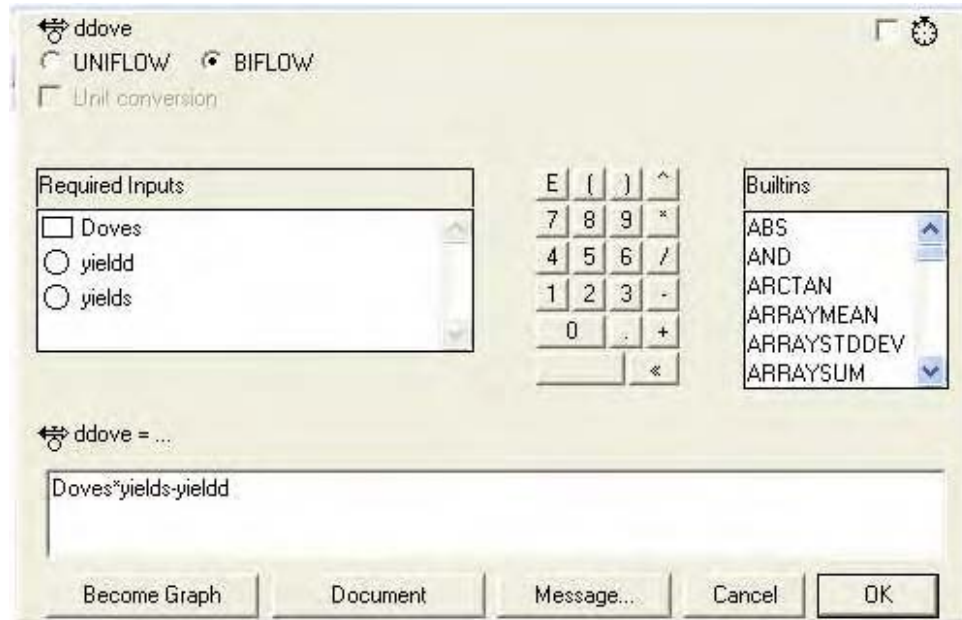 ddove
UNIFLOW BIFLOW
Unit conversion
Required Inputs
Doves
yieldd
yields
E ( ) ^
7 8 9 *
4 5 6 /
1 2 3 -
0 . +
«
Builtins
ABS
AND
ARCTAN
ARRAYMEAN
ARRAYSTDDEV
ARRAYSUM
ddove = ...
Doves*yields-yieldd
Become Graph Document Message... Cancel OK